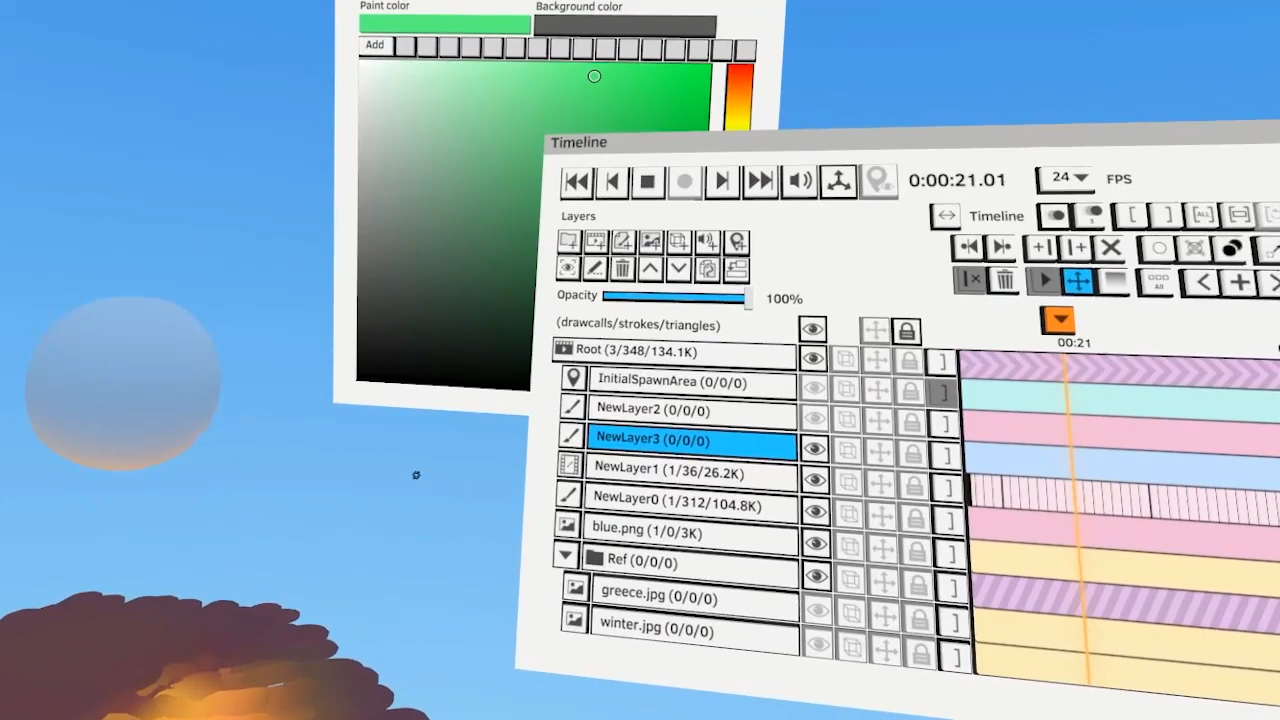 Paint color Background color
Add
Timeline
0:00:21.01 24 FPS
Layers Timeline
ALL
All
Opacity 100%
(drawcalls/strokes/triangles)
00:21
Root (3/348/134.1K)
InitialSpawnArea (0/0/0)
NewLayer2 (0/0/0)
NewLayer3 (0/0/0)
NewLayer1 (1/36/26.2K)
NewLayer0 (1/312/104.8K)
blue.png (1/0/3K)
Ref (0/0/0)
greece.jpg (0/0/0)
winter.jpg (0/0/0)